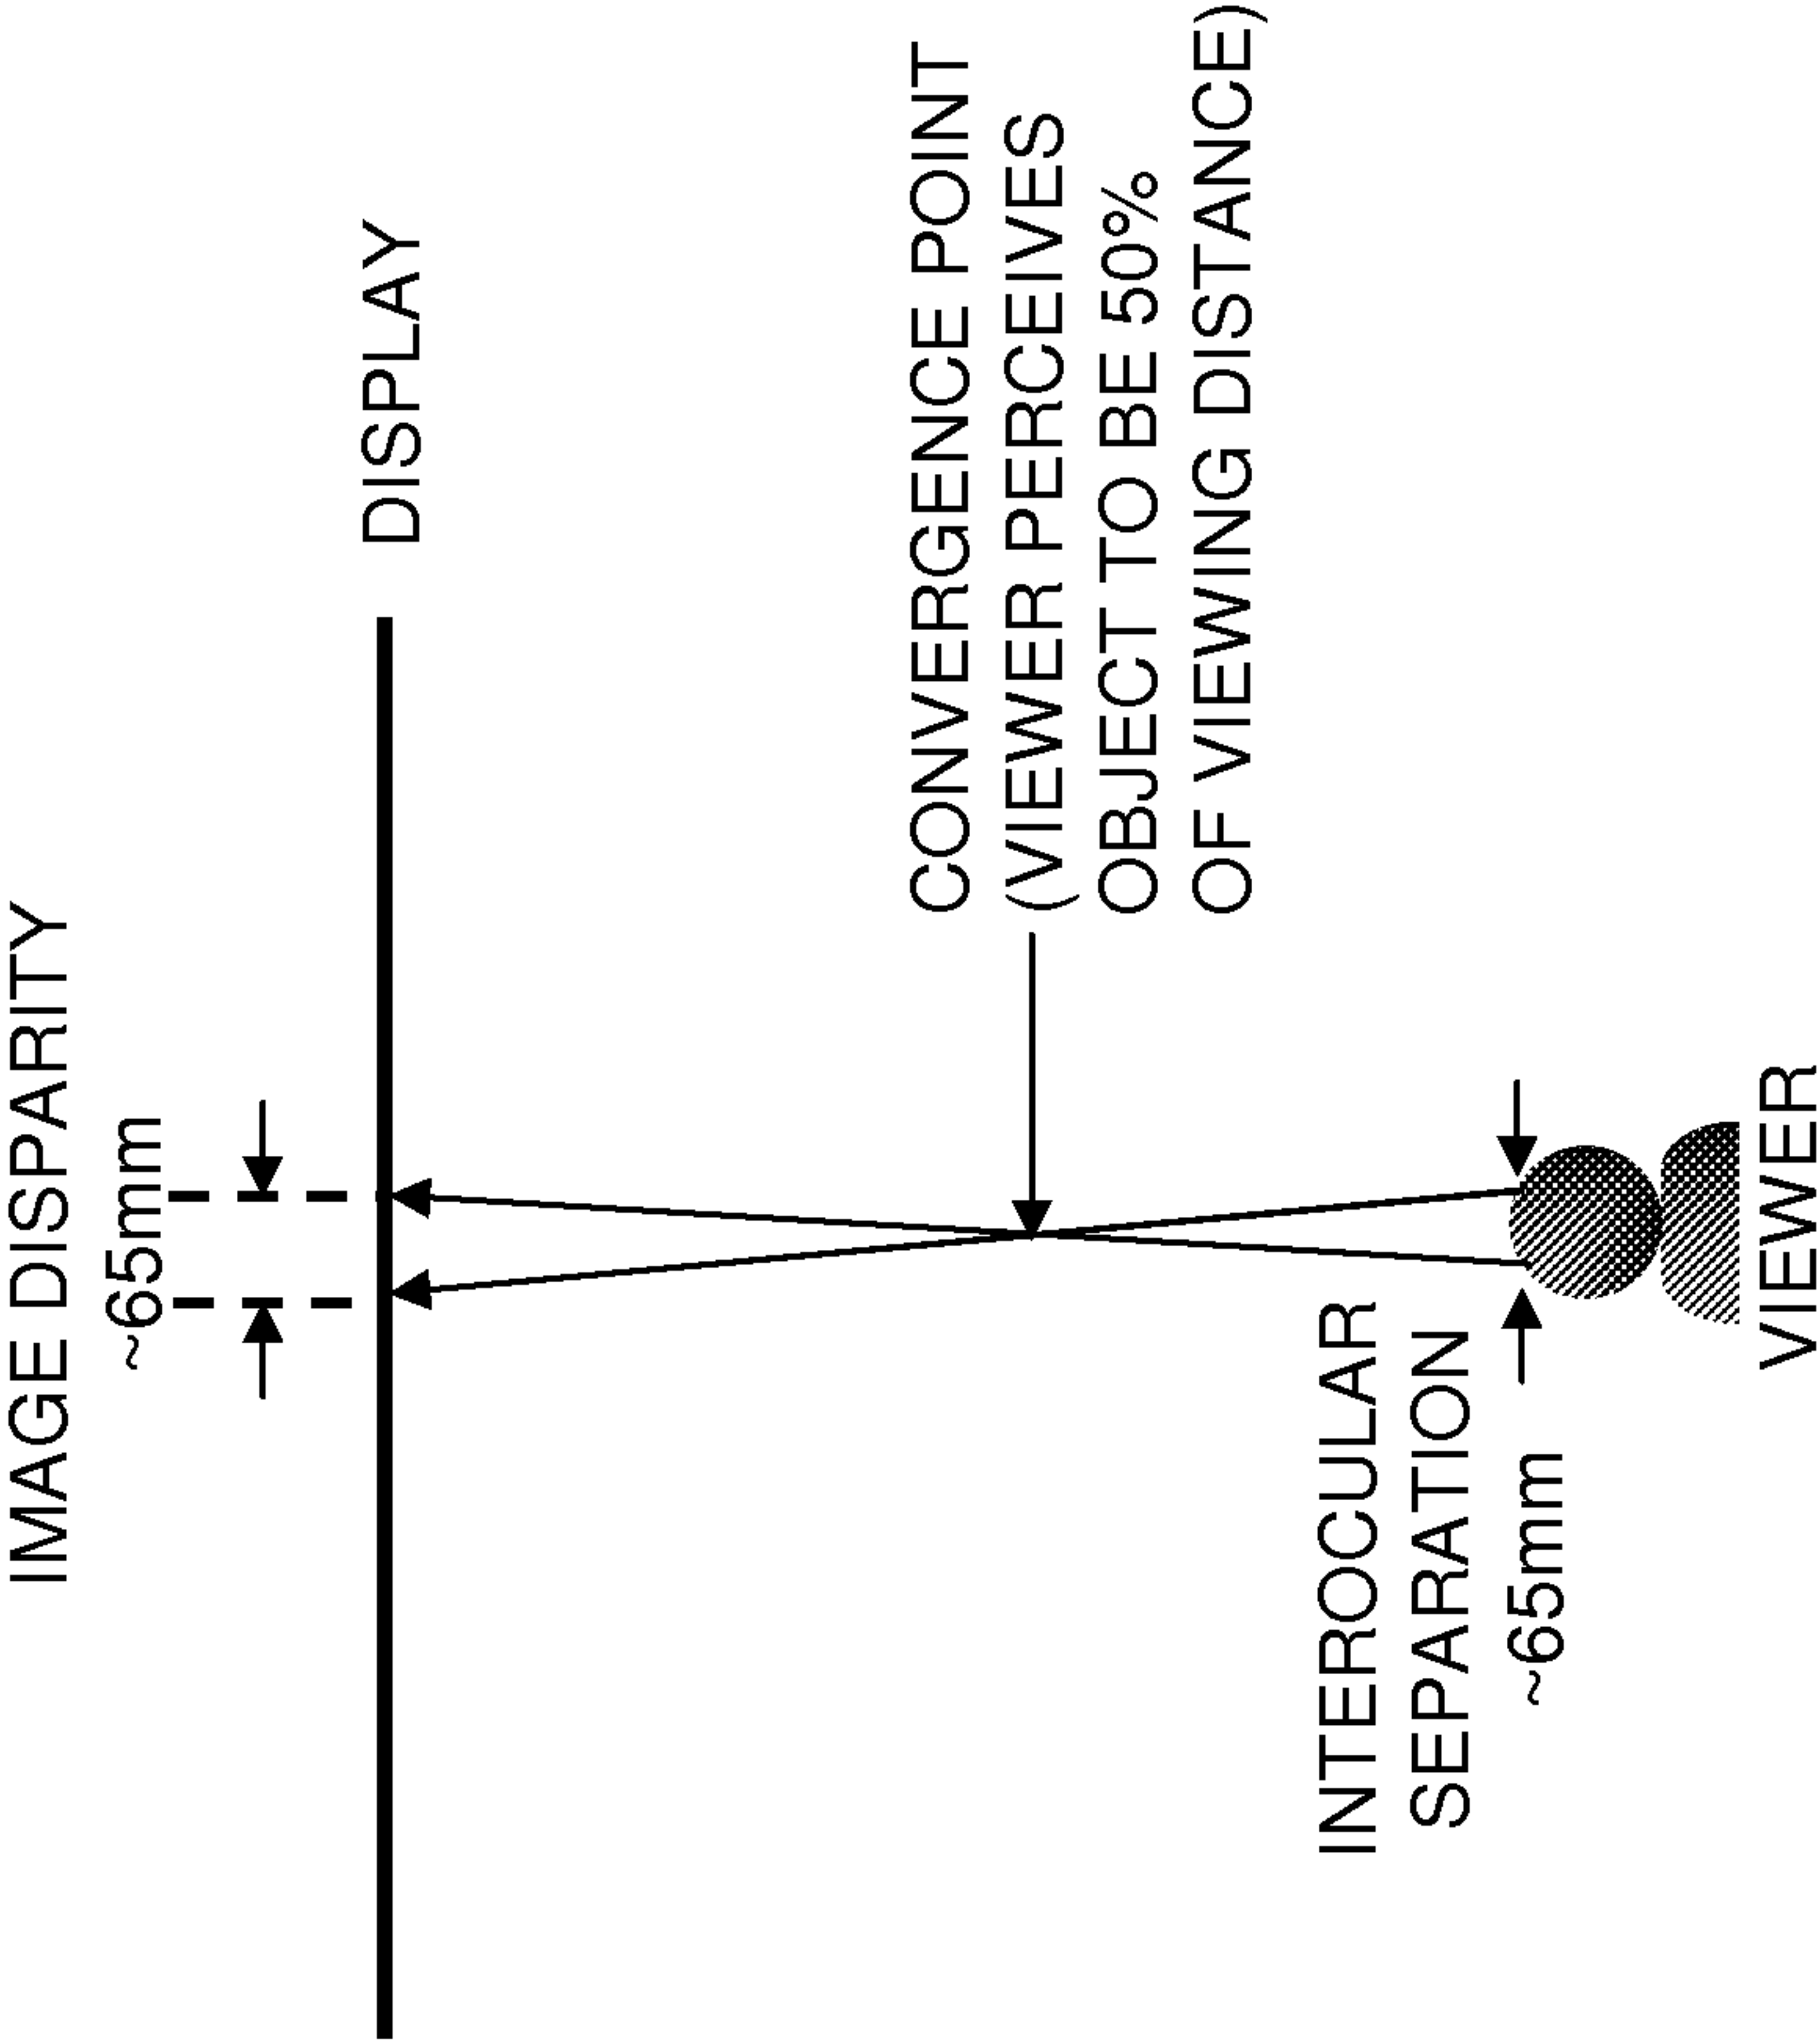 IMAGE DISPARITY
~65mm
DISPLAY
CONVERGENCE POINT
(VIEWER PERCEIVES
OBJECT TO BE 50%
OF VIEWING DISTANCE)
INTEROCULAR
SEPARATION
~65mm
VIEWER